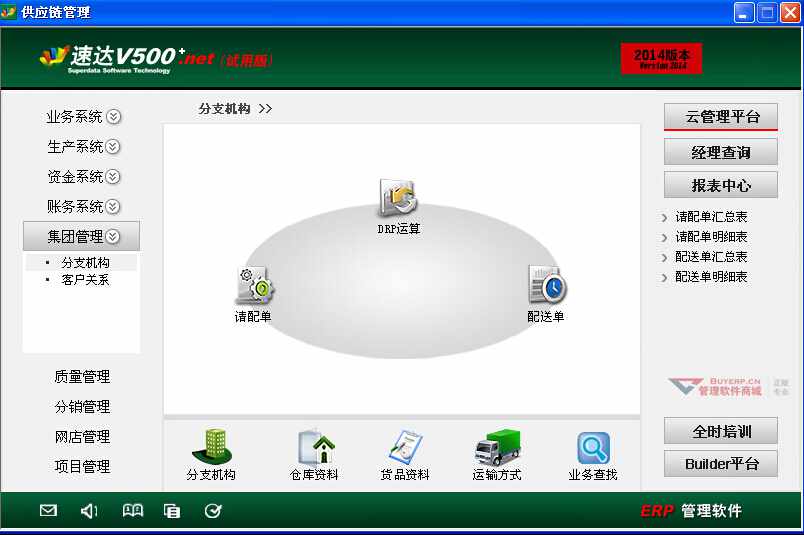 供应链管理
速达V500+.net (试用版)
Superdata Software Technology
2014版本
Version 2014
业务系统
生产系统
资金系统
账务系统
集团管理
分支机构
客户关系
质量管理
分销管理
网店管理
项目管理
分支机构 >>
DRP运算
请配单
配送单
分支机构
仓库资料
货品资料
运输方式
业务查找
云管理平台
经理查询
报表中心
请配单汇总表
请配单明细表
配送单汇总表
配送单明细表
BUYERP.CN
管理软件商城
正版
专业
全时培训
Builder平台
ERP 管理软件